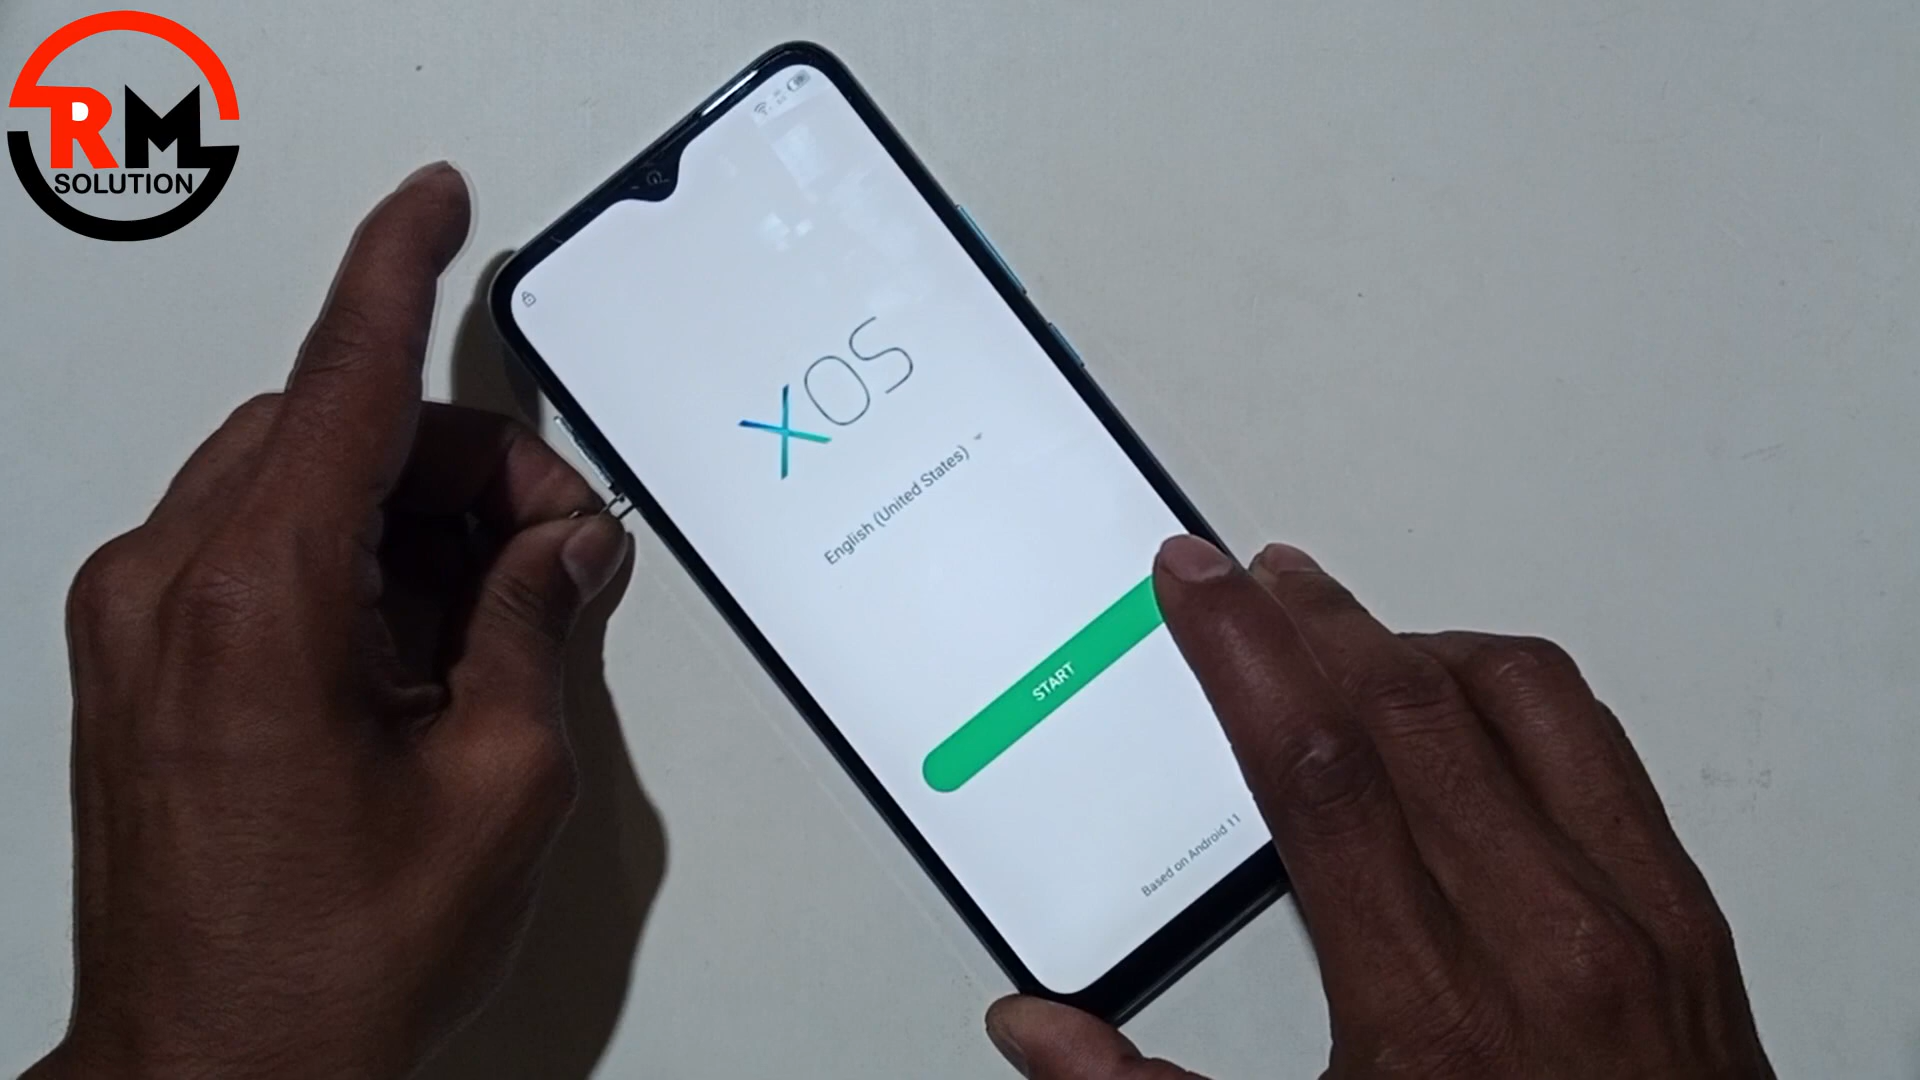 RM
SOLUTION
XOS
English (United States)
START
Based on Android 11